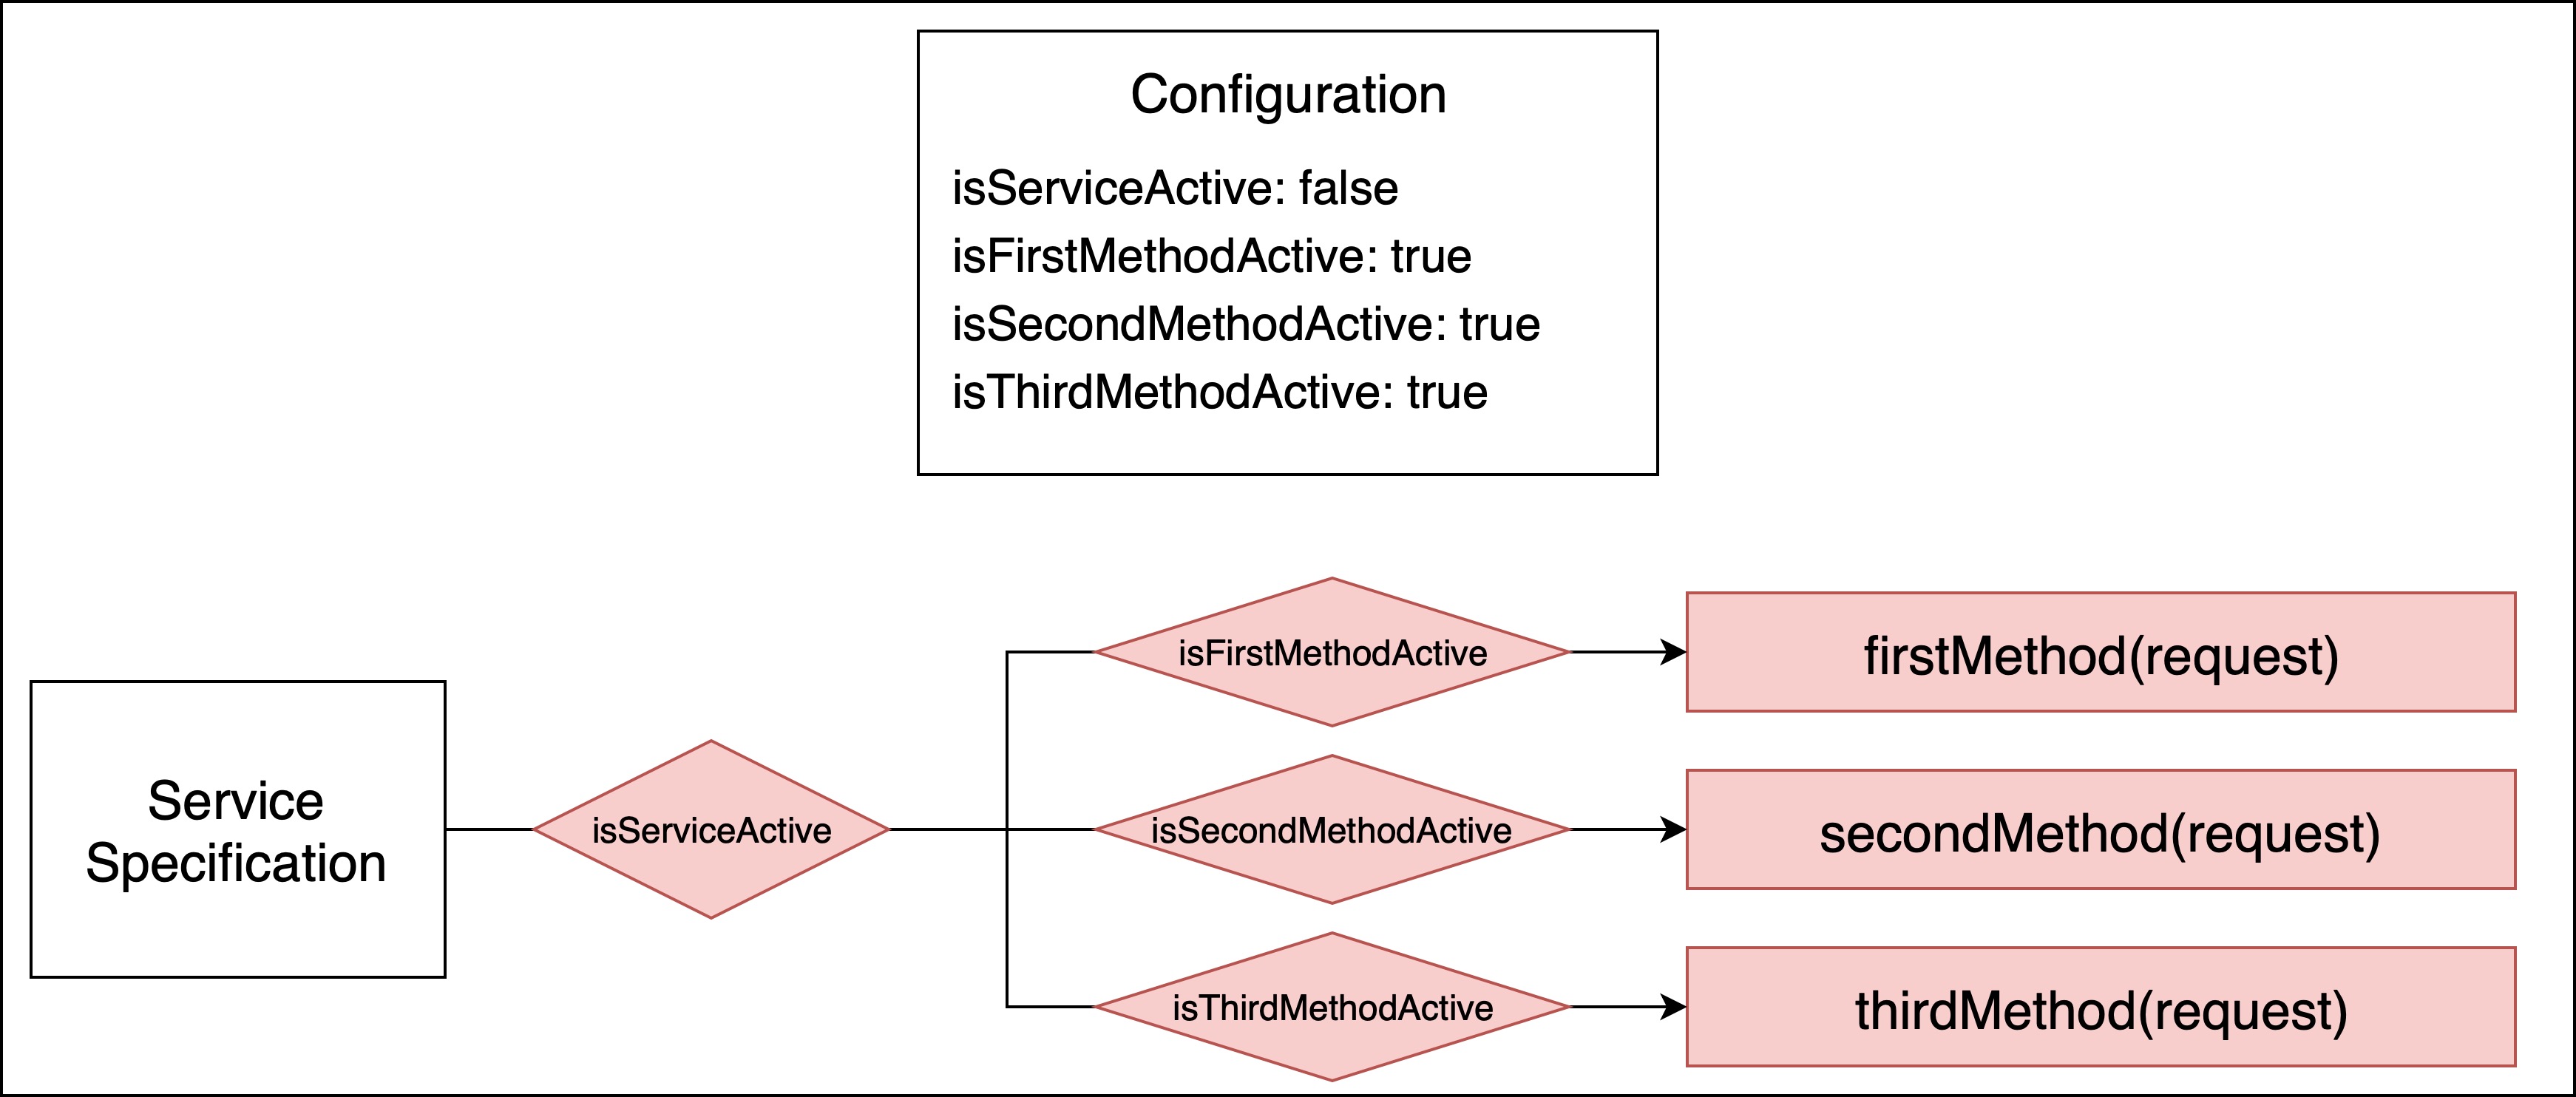 Configuration
isServiceActive: false
isFirstMethodActive: true
isSecondMethodActive: true
isThirdMethodActive: true
Service
Specification
isServiceActive
isFirstMethodActive
firstMethod(request)
isSecondMethodActive
secondMethod(request)
isThirdMethodActive
thirdMethod(request)